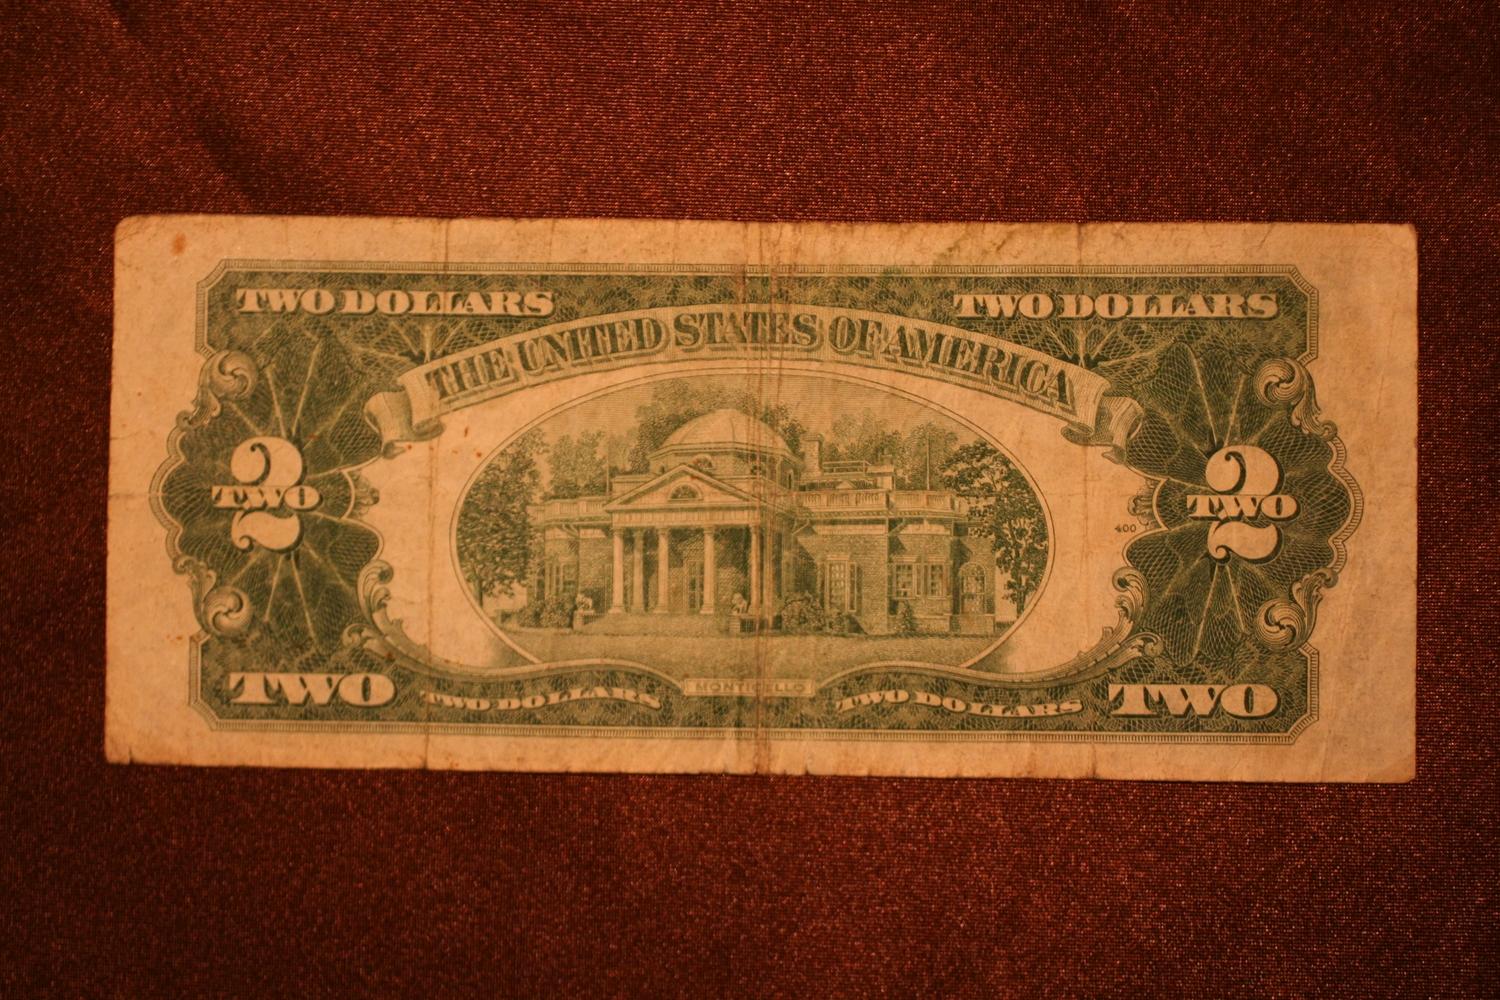 TWO DOLLARS TWO DOLLARS
THE UNITED STATES OF AMERICA
2 TWO
2 TWO
400
MONTICELLO
TWO TWO DOLLARS TWO DOLLARS TWO